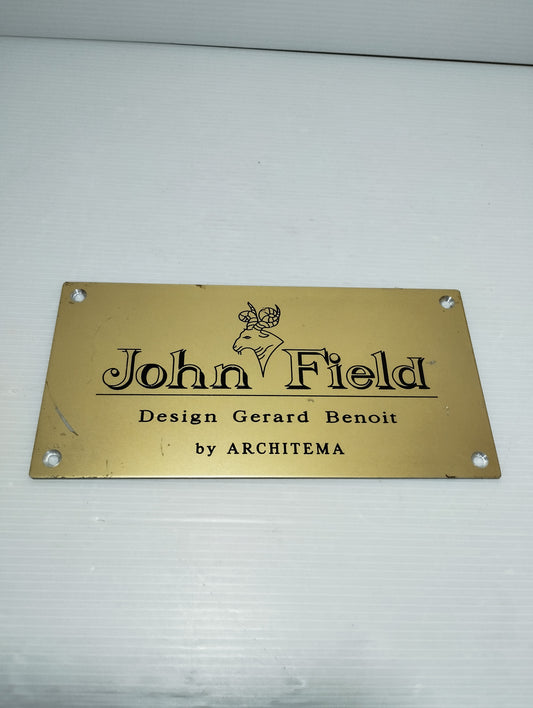 John Field
Design Gerard Benoit
by ARCHITEMA